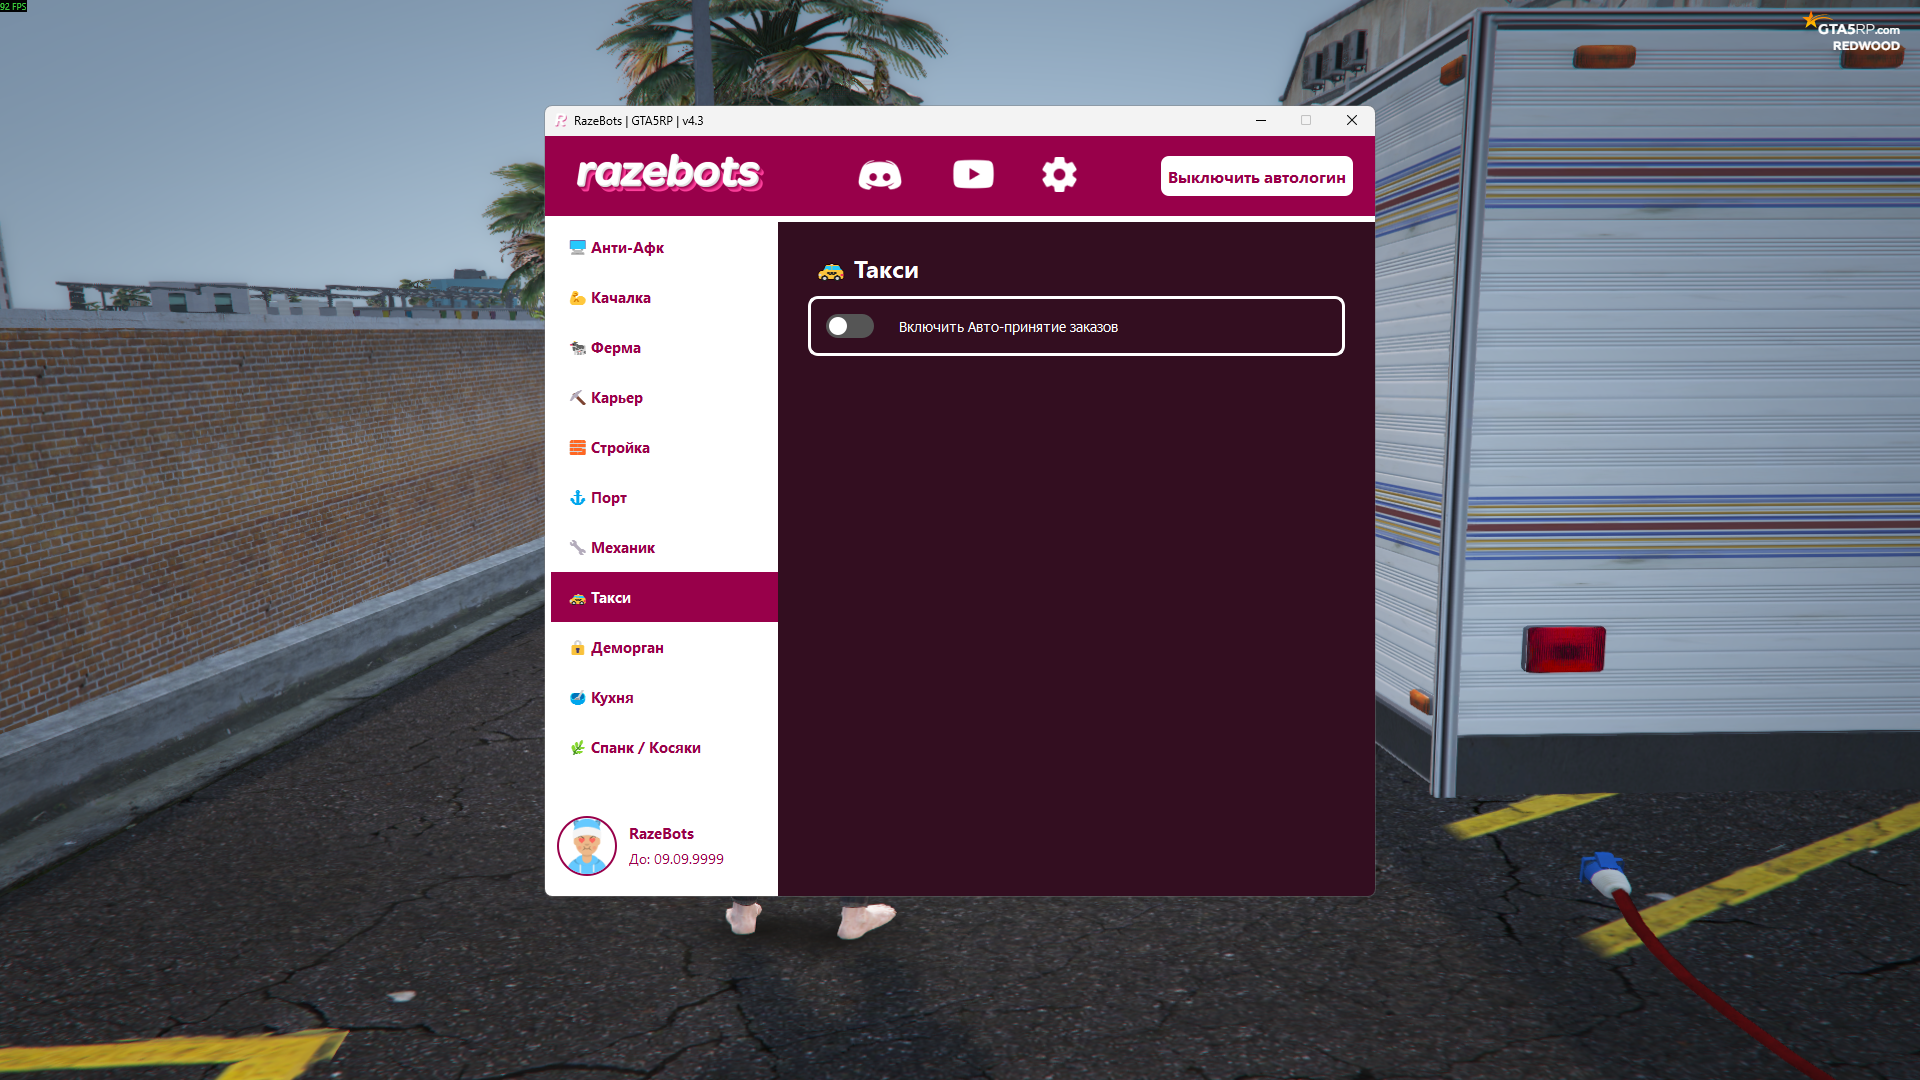 92 FPS
GTA5RP.com
REDWOOD
RazeBots | GTA5RP | v4.3
razebots
Выключить автологин
Анти-Афк
Качалка
Ферма
Карьер
Стройка
Порт
Механик
Такси
Деморган
Кухня
Спанк / Косяки
RazeBots
До: 09.09.9999
Такси
Включить Авто-принятие заказов